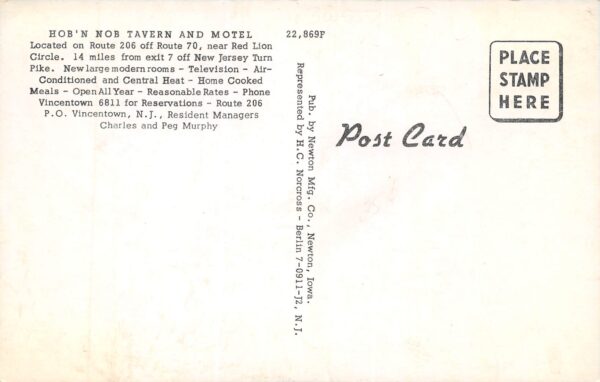 HOB'N NOB TAVERN AND MOTEL
Located on Route 206 off Route 70, near Red Lion
Circle. 14 miles from exit 7 off New Jersey Turn
Pike. New large modern rooms - Television - Air-
Conditioned and Central Heat - Home Cooked
Meals - Open All Year - Reasonable Rates - Phone
Vincentown 6811 for Reservations - Route 206
P.O. Vincentown, N.J., Resident Managers
Charles and Peg Murphy
22,869F
Pub. by Newton Mfg. Co., Newton, Iowa.
Represented by H.C. Norcross - Berlin 7-0911-J2, N.J.
Post Card
PLACE
STAMP
HERE